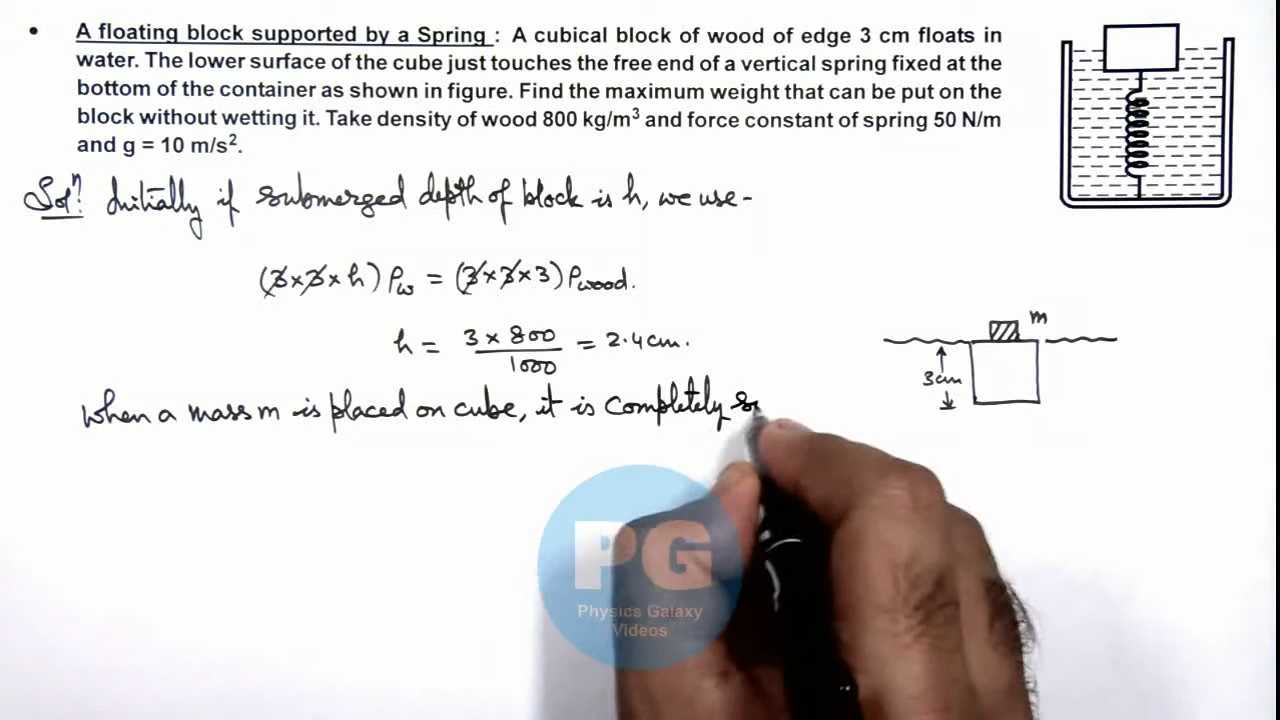 • A floating block supported by a Spring : A cubical block of wood of edge 3 cm floats in
water. The lower surface of the cube just touches the free end of a vertical spring fixed at the
bottom of the container as shown in figure. Find the maximum weight that can be put on the
block without wetting it. Take density of wood 800 kg/m³ and force constant of spring 50 N/m
and g = 10 m/s².
Solⁿ. Initially if submerged depth of block is h, we use -
(3×3×h) ρw = (3×3×3) ρwood.
h = 3 × 800 / 1000 = 2.4 cm.
m
3cm
When a mass m is placed on cube, it is completely
PG
Physics Galaxy
Videos